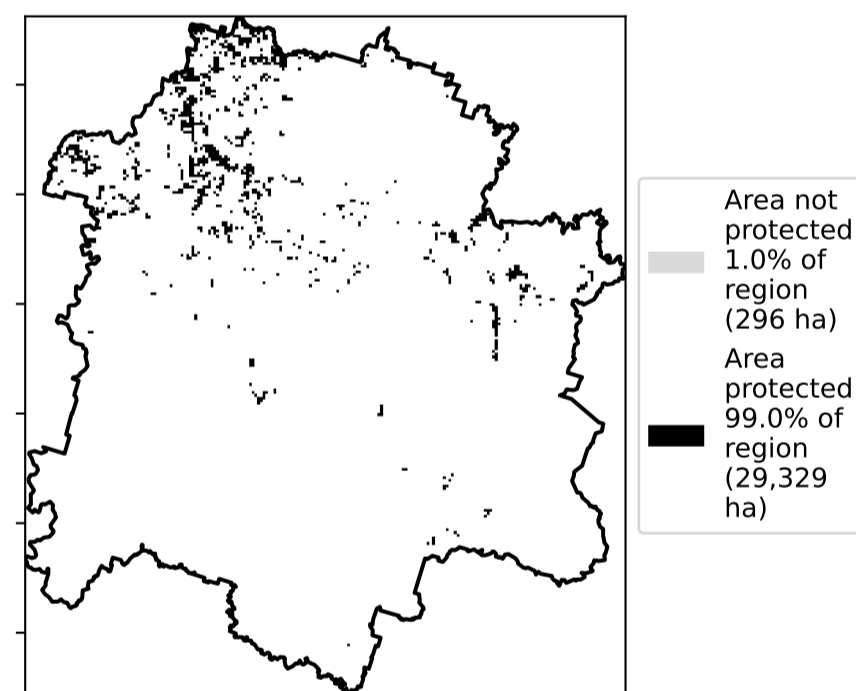 Area not
protected
1.0% of
region
(296 ha)
Area
protected
99.0% of
region
(29,329
ha)